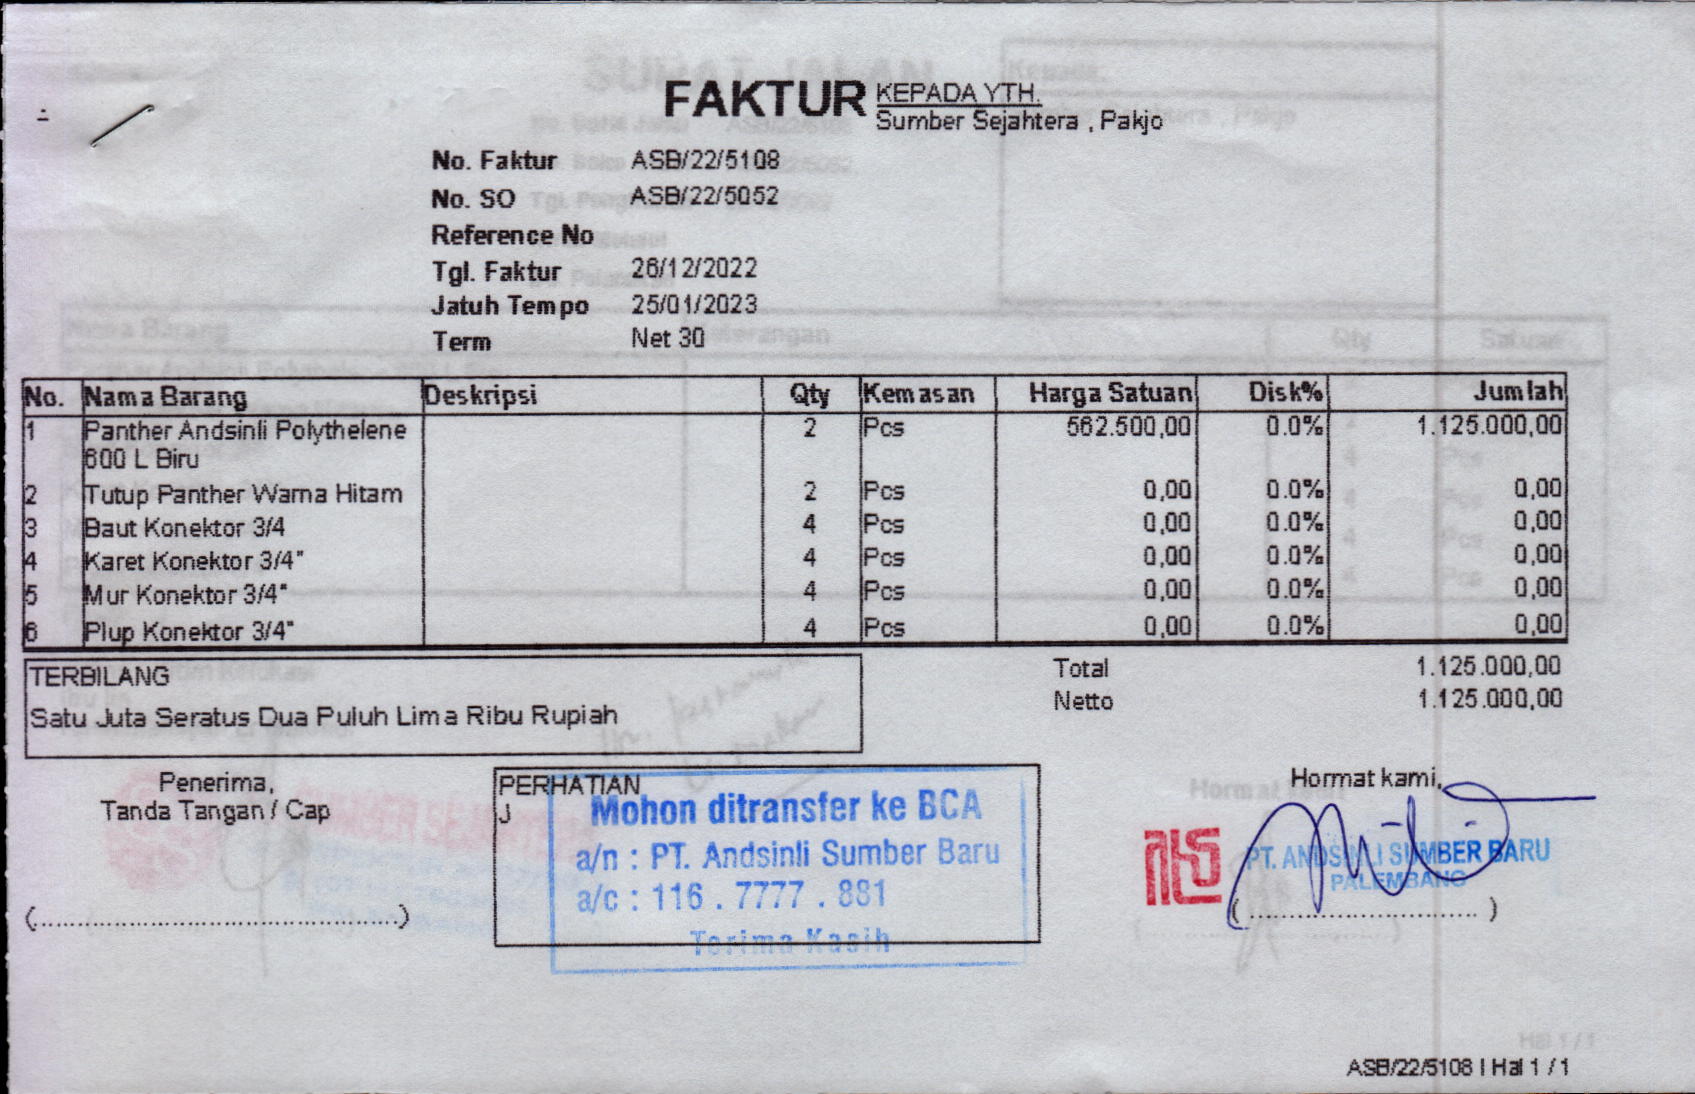 FAKTUR
KEPADA YTH.
Sumber Sejahtera , Pakjo
No. Faktur ASB/22/5108
No. SO ASB/22/5052
Reference No
Tgl. Faktur 26/12/2022
Jatuh Tempo 25/01/2023
Term Net 30
No. Nama Barang Deskripsi Qty Kemasan Harga Satuan Disk% Jumlah
1 Panther Andsinli Polythelene 2 Pcs 562.500,00 0.0% 1.125.000,00
600 L Biru
2 Tutup Panther Warna Hitam 2 Pcs 0,00 0.0% 0,00
3 Baut Konektor 3/4 4 Pcs 0,00 0.0% 0,00
4 Karet Konektor 3/4" 4 Pcs 0,00 0.0% 0,00
5 Mur Konektor 3/4" 4 Pcs 0,00 0.0% 0,00
6 Plup Konektor 3/4" 4 Pcs 0,00 0.0% 0,00
TERBILANG
Satu Juta Seratus Dua Puluh Lima Ribu Rupiah
Total 1.125.000,00
Netto 1.125.000,00
Penerima,
Tanda Tangan / Cap
(........................................)
PERHATIAN
J
Mohon ditransfer ke BCA
a/n : PT. Andsinli Sumber Baru
a/c : 116 . 7777 . 881
Terima Kasih
Hormat kami,
PT. ANDSINLI SUMBER BARU
PALEMBANG
( ................................ )
ASB/22/5108 | Hal 1 / 1